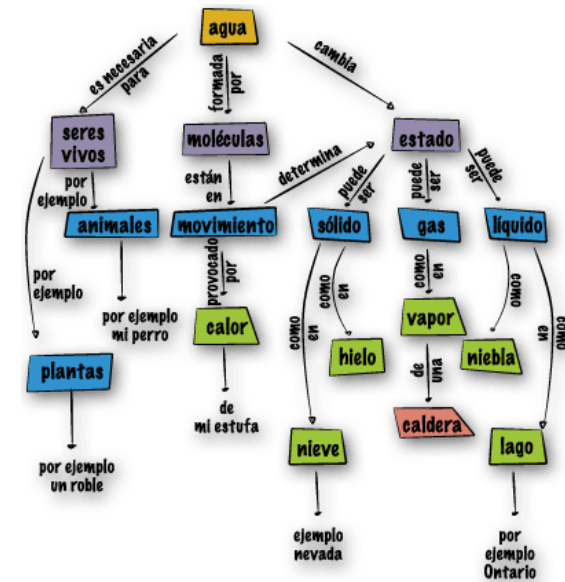 agua
es necesaria
para
formada
por
cambia
seres
vivos
moléculas
estado
por
ejemplo
están
en
determina
puede
ser
puede
ser
puede
ser
animales
movimiento
sólido
gas
líquido
por
ejemplo
por ejemplo
mi perro
provocado
por
como
en
como
en
como
en
como
como
en
plantas
calor
hielo
vapor
niebla
de
mi estufa
de
una
caldera
por ejemplo
un roble
nieve
lago
ejemplo
nevada
por
ejemplo
Ontario